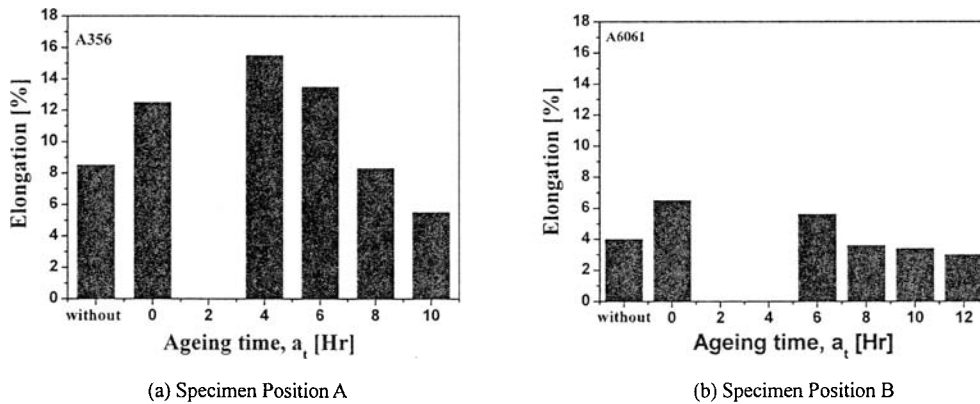 18
16
14
12
10
8
6
4
2
0
A356
Elongation [%]
without 0 2 4 6 8 10
Ageing time, a_t [Hr]
(a) Specimen Position A
18
16
14
12
10
8
6
4
2
0
A6061
Elongation [%]
without 0 2 4 6 8 10 12
Ageing time, a_t [Hr]
(b) Specimen Position B